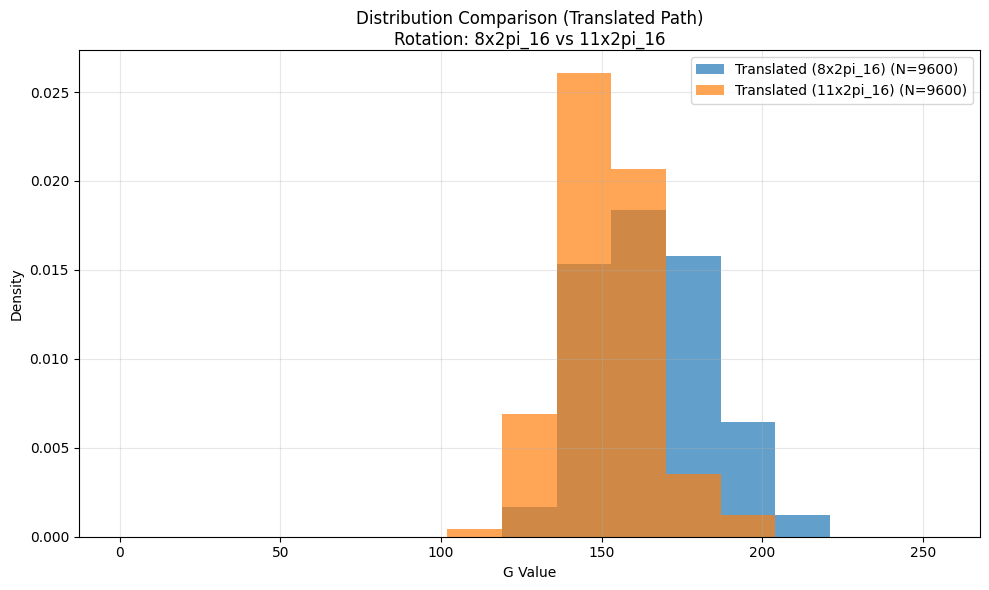 Distribution Comparison (Translated Path)
Rotation: 8x2pi_16 vs 11x2pi_16
Translated (8x2pi_16) (N=9600)
Translated (11x2pi_16) (N=9600)
0.025
0.020
0.015
0.010
0.005
0.000
Density
0
50
100
150
200
250
G Value